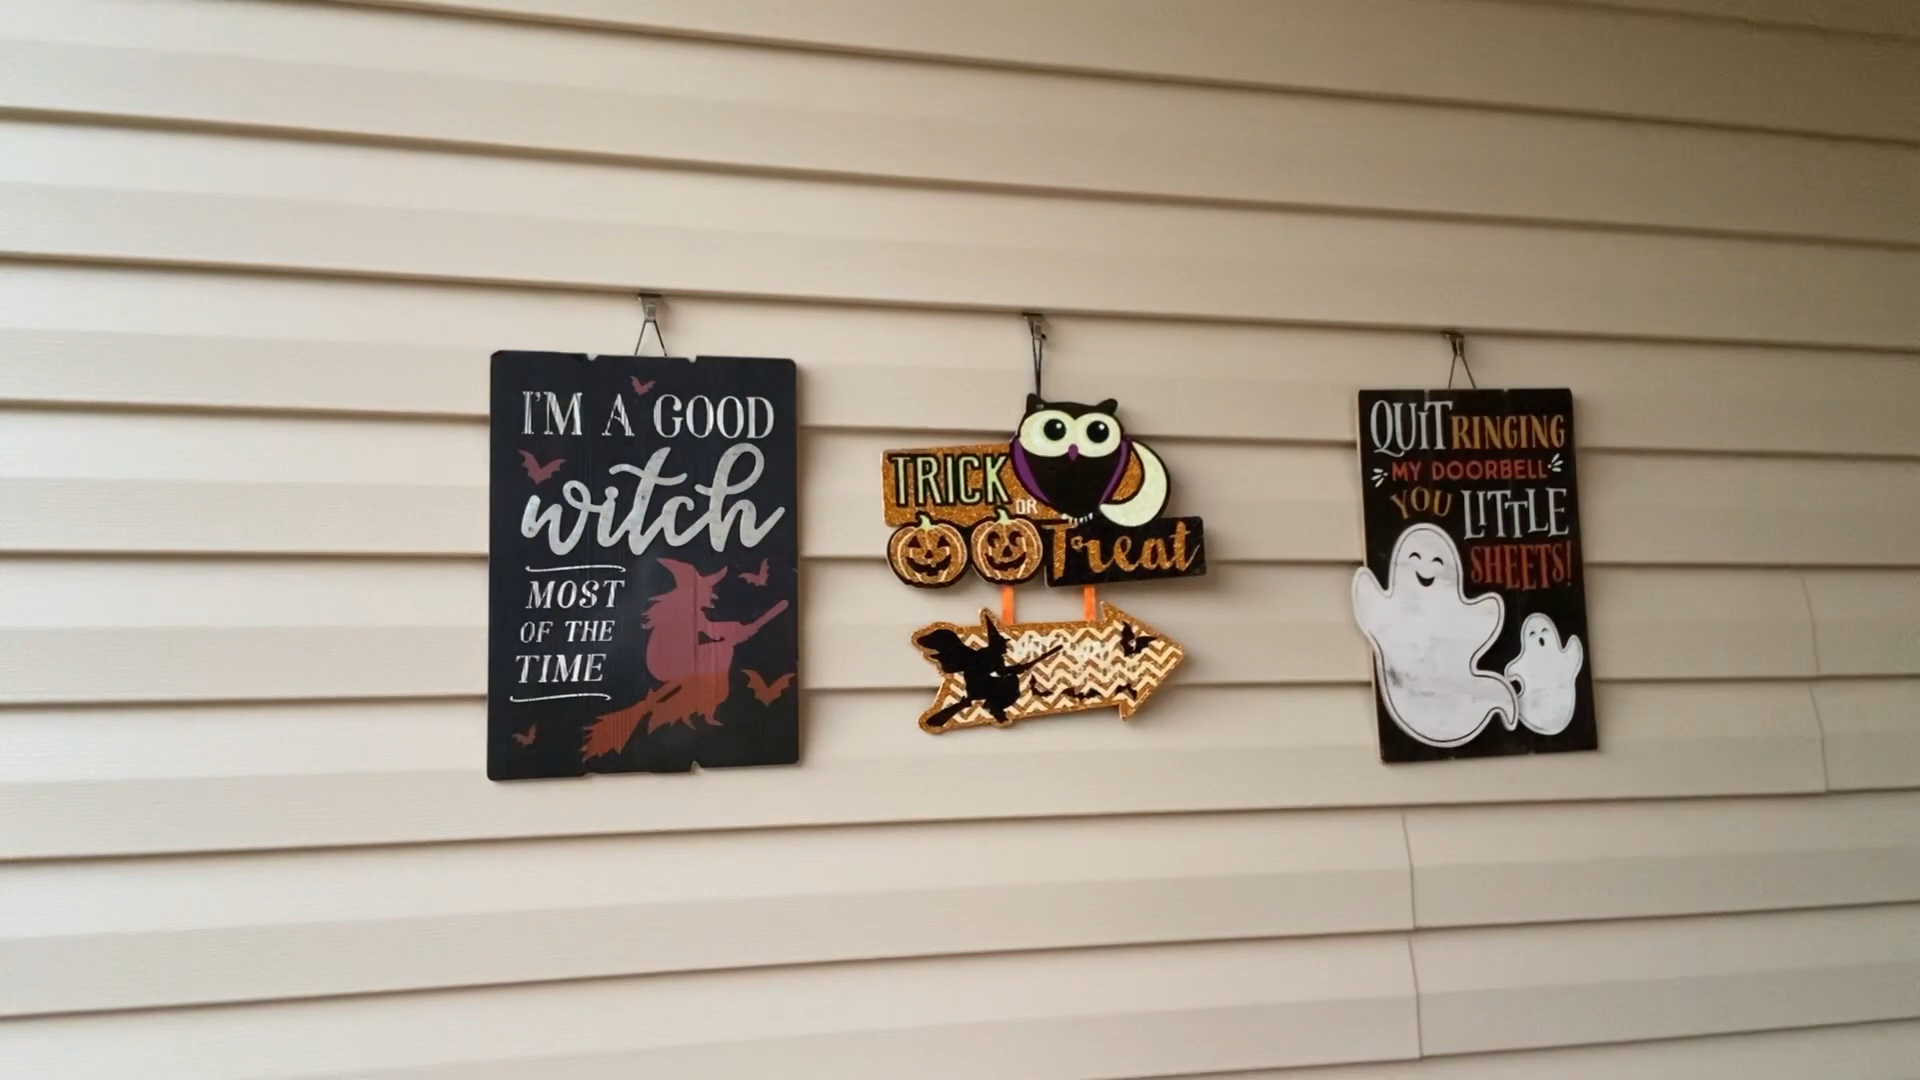 I'M A GOOD
witch
MOST
OF THE
TIME
TRICK
OR
Treat
QUIT RINGING
MY DOORBELL
YOU LITTLE
SHEETS!